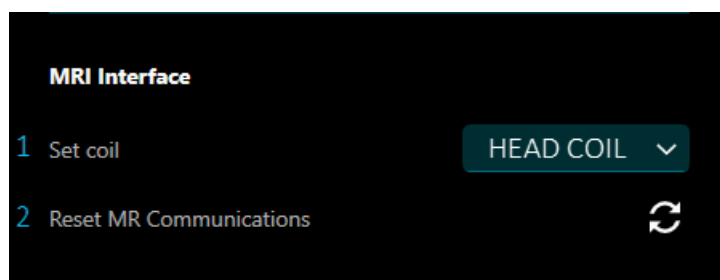 MRI Interface
1 Set coil HEAD COIL
2 Reset MR Communications